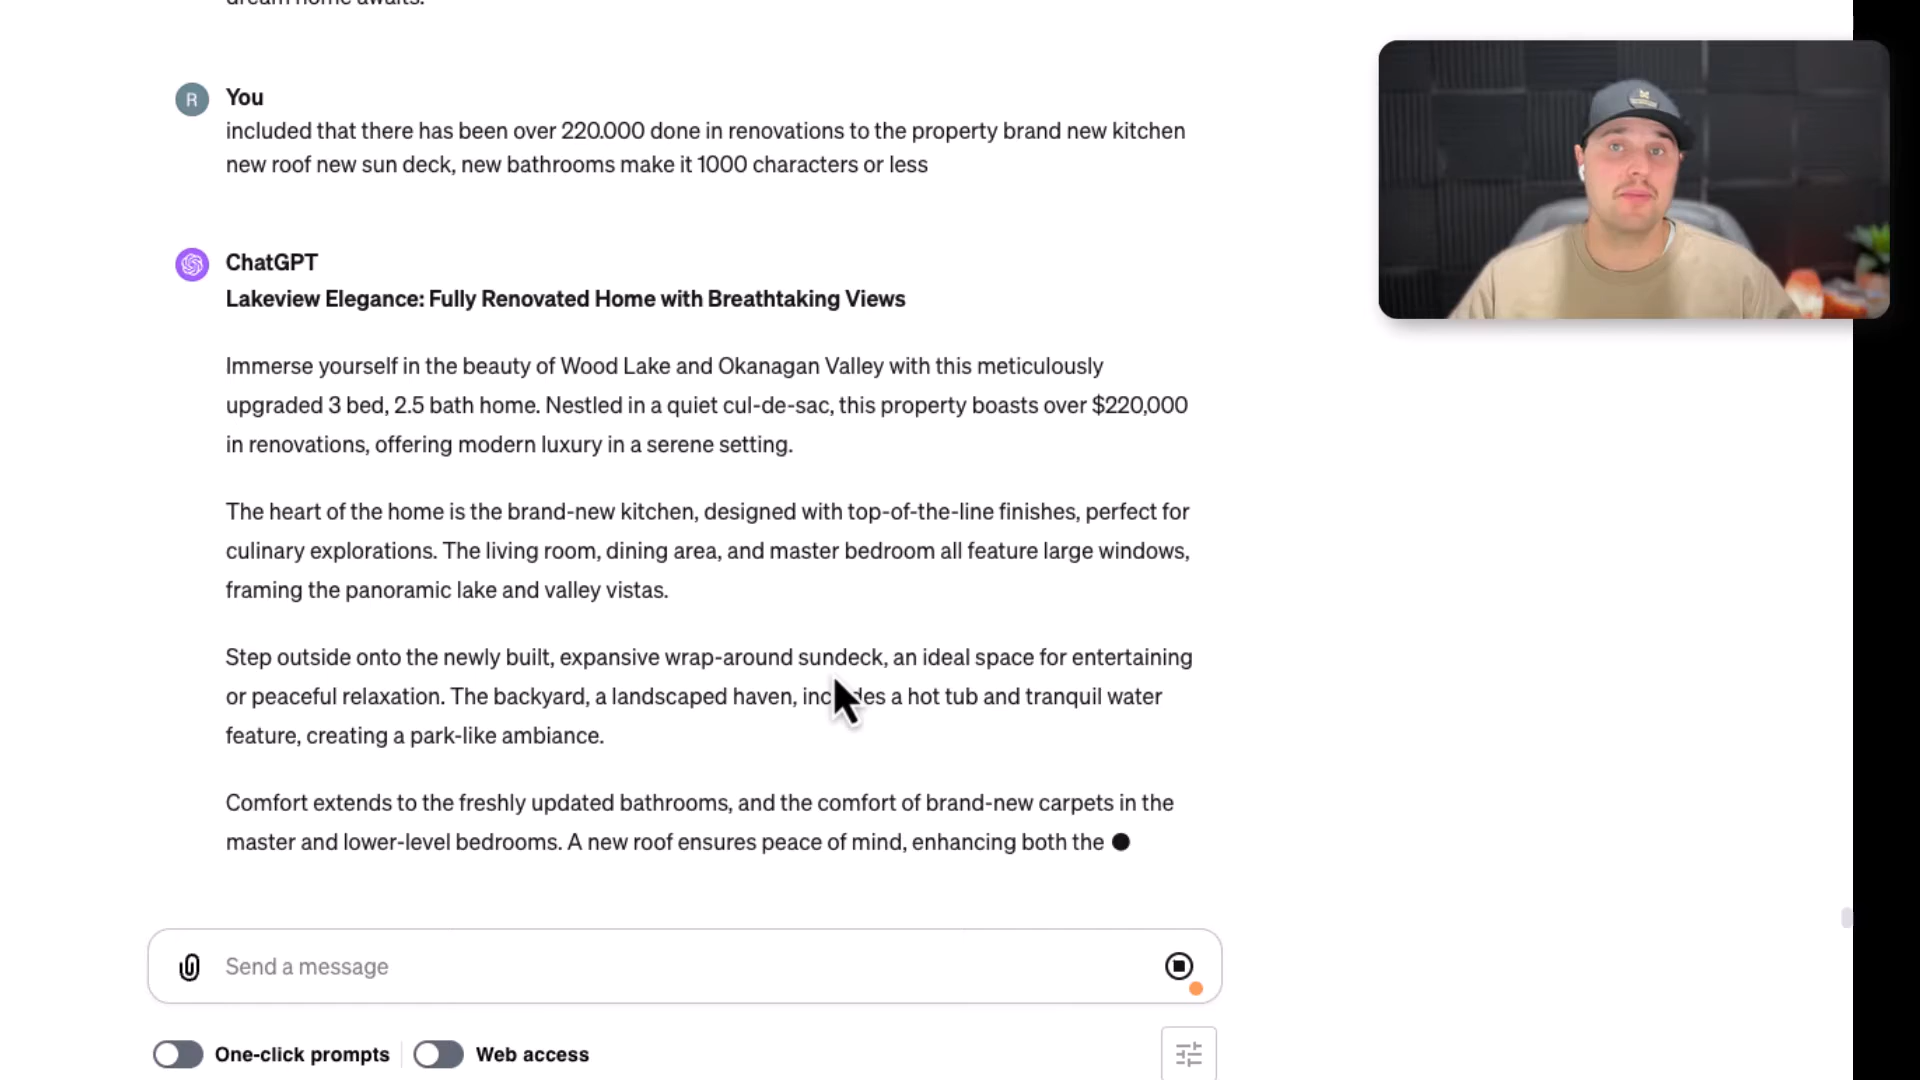 dream home awaits.
R
You
included that there has been over 220.000 done in renovations to the property brand new kitchen
new roof new sun deck, new bathrooms make it 1000 characters or less
ChatGPT
Lakeview Elegance: Fully Renovated Home with Breathtaking Views
Immerse yourself in the beauty of Wood Lake and Okanagan Valley with this meticulously
upgraded 3 bed, 2.5 bath home. Nestled in a quiet cul-de-sac, this property boasts over $220,000
in renovations, offering modern luxury in a serene setting.
The heart of the home is the brand-new kitchen, designed with top-of-the-line finishes, perfect for
culinary explorations. The living room, dining area, and master bedroom all feature large windows,
framing the panoramic lake and valley vistas.
Step outside onto the newly built, expansive wrap-around sundeck, an ideal space for entertaining
or peaceful relaxation. The backyard, a landscaped haven, includes a hot tub and tranquil water
feature, creating a park-like ambiance.
Comfort extends to the freshly updated bathrooms, and the comfort of brand-new carpets in the
master and lower-level bedrooms. A new roof ensures peace of mind, enhancing both the
Send a message
One-click prompts
Web access